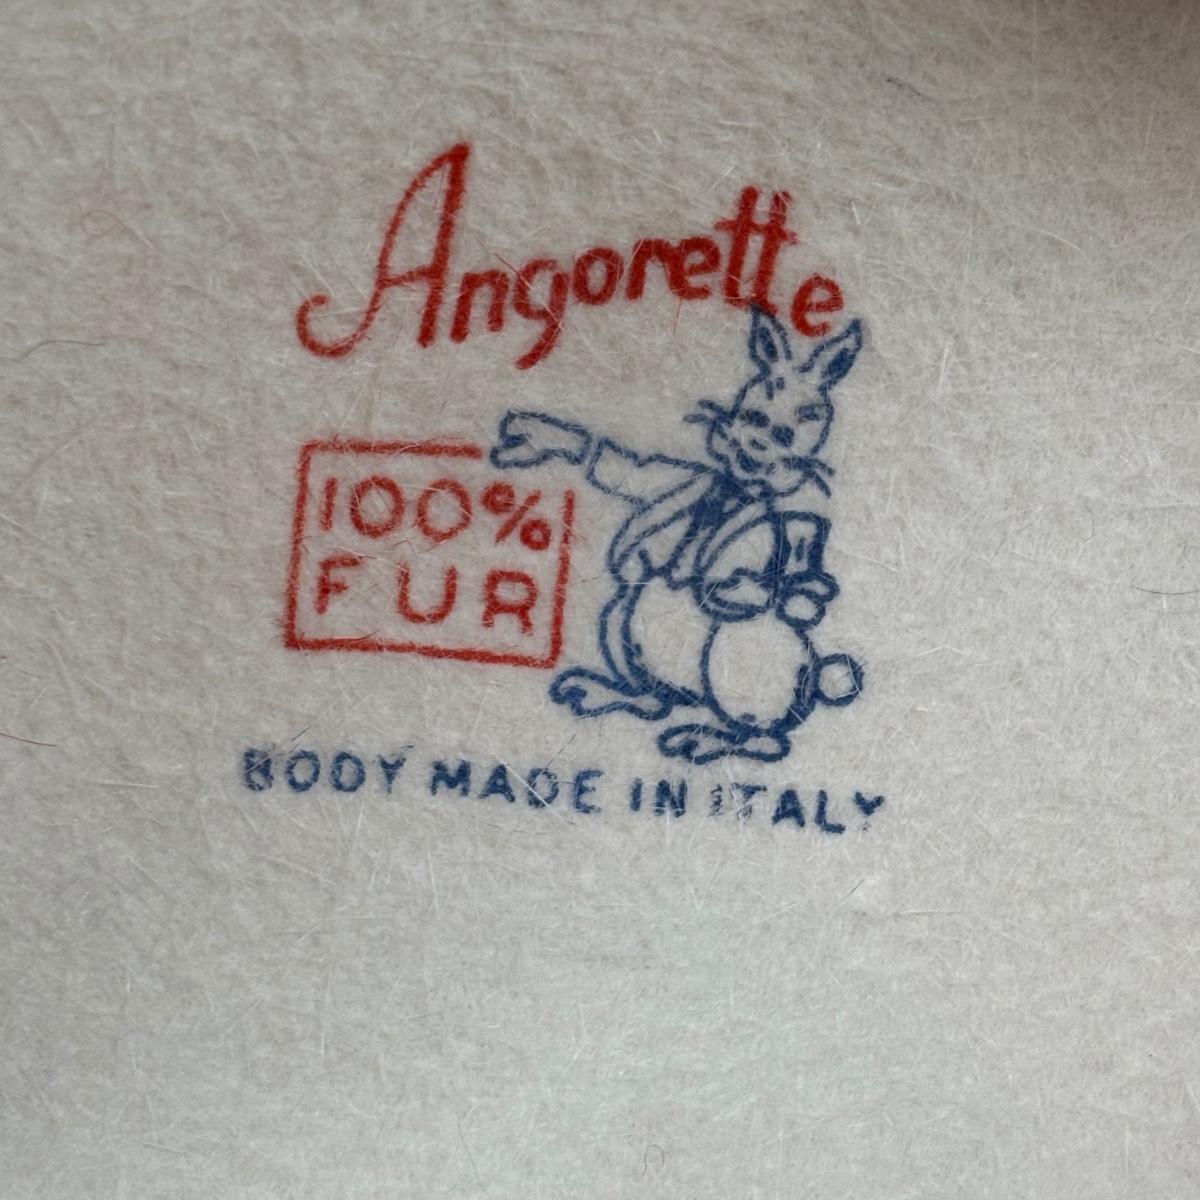 Angorette
100%
FUR
BODY MADE IN ITALY